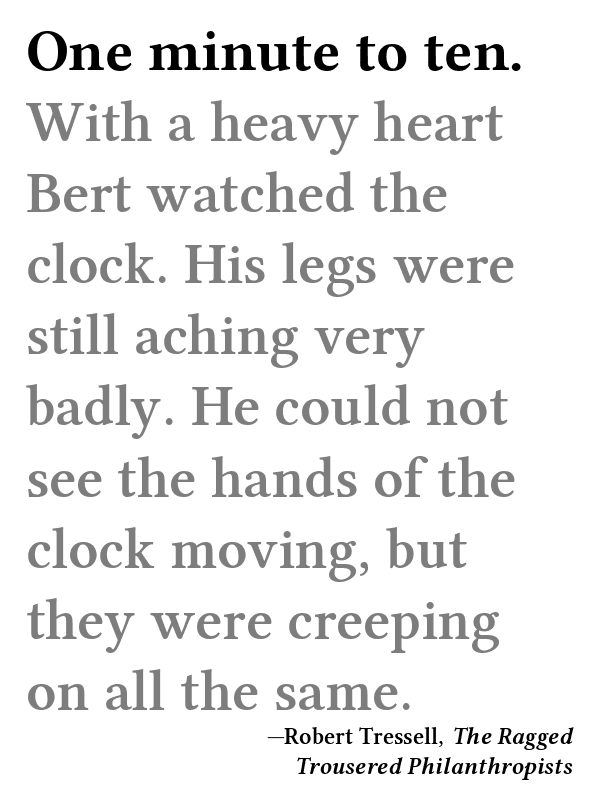 One minute to ten.
With a heavy heart
Bert watched the
clock. His legs were
still aching very
badly. He could not
see the hands of the
clock moving, but
they were creeping
on all the same.
—Robert Tressell, The Ragged
Trousered Philanthropists